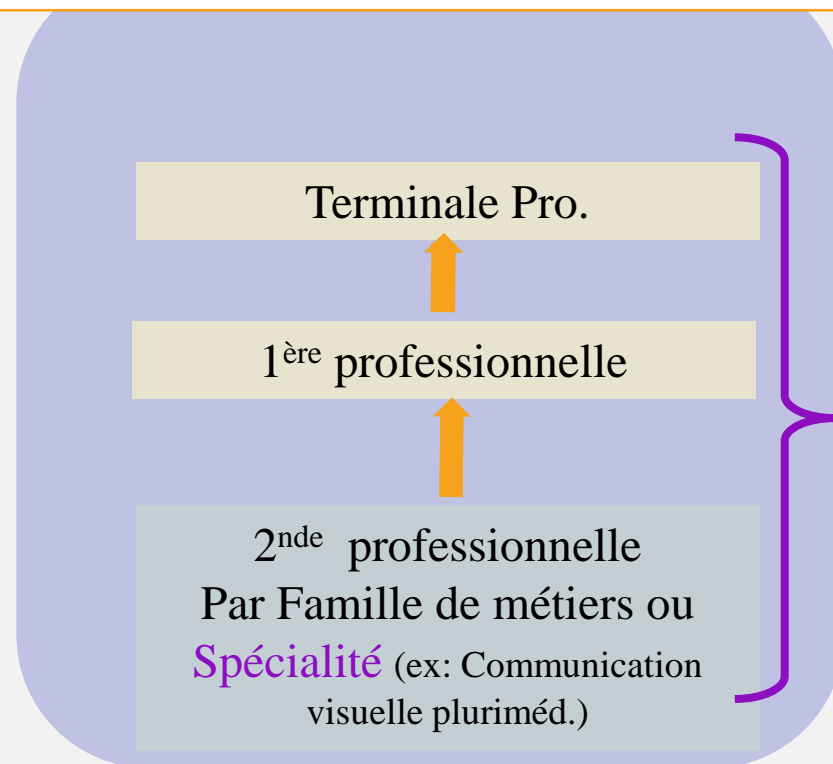 Terminale Pro.
1ère professionnelle
2nde professionnelle
Par Famille de métiers ou
Spécialité (ex: Communication
visuelle pluriméd.)